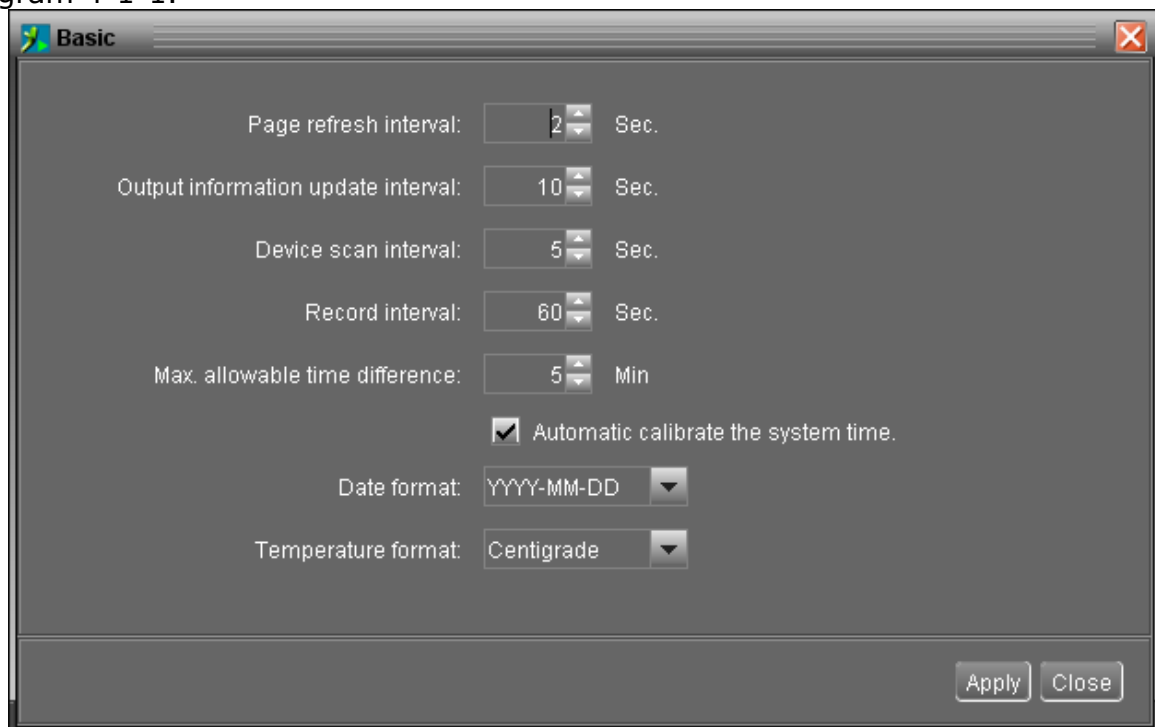 Basic
Page refresh interval: 2 Sec.
Output information update interval: 10 Sec.
Device scan interval: 5 Sec.
Record interval: 60 Sec.
Max. allowable time difference: 5 Min
Automatic calibrate the system time.
Date format: YYYY-MM-DD
Temperature format: Centigrade
Apply Close